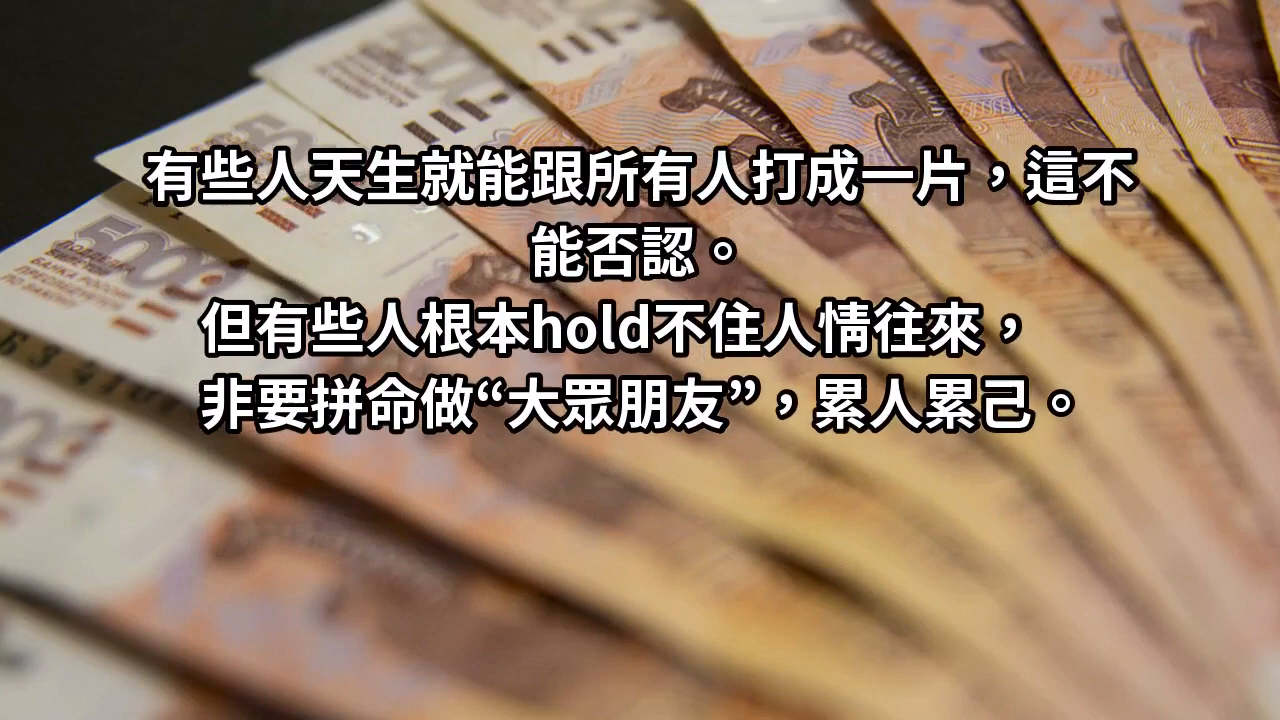 有些人天生就能跟所有人打成一片，這不
能否認。
但有些人根本hold不住人情往來，
非要拼命做“大眾朋友”，累人累己。
5000